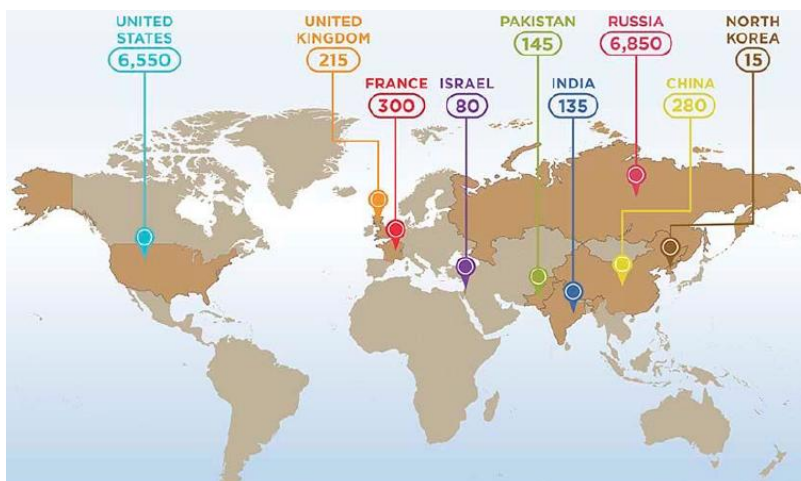 UNITED
STATES
6,550
UNITED
KINGDOM
215
FRANCE
300
ISRAEL
80
PAKISTAN
145
INDIA
135
RUSSIA
6,850
CHINA
280
NORTH
KOREA
15